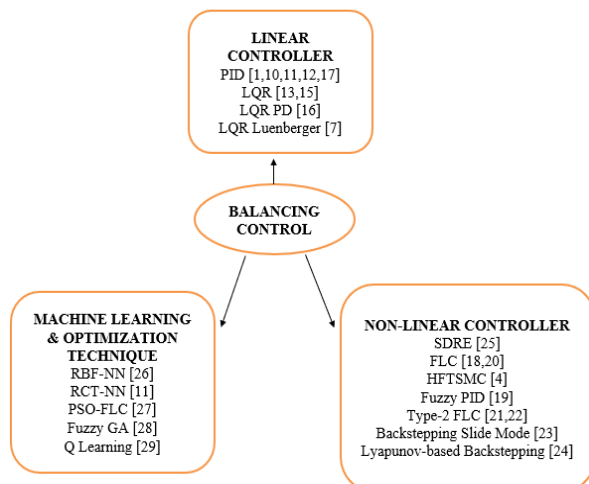 LINEAR
CONTROLLER
PID [1,10,11,12,17]
LQR [13,15]
LQR PD [16]
LQR Luenberger [7]
BALANCING
CONTROL
MACHINE LEARNING
& OPTIMIZATION
TECHNIQUE
RBF-NN [26]
RCT-NN [11]
PSO-FLC [27]
Fuzzy GA [28]
Q Learning [29]
NON-LINEAR CONTROLLER
SDRE [25]
FLC [18,20]
HFTSMC [4]
Fuzzy PID [19]
Type-2 FLC [21,22]
Backstepping Slide Mode [23]
Lyapunov-based Backstepping [24]